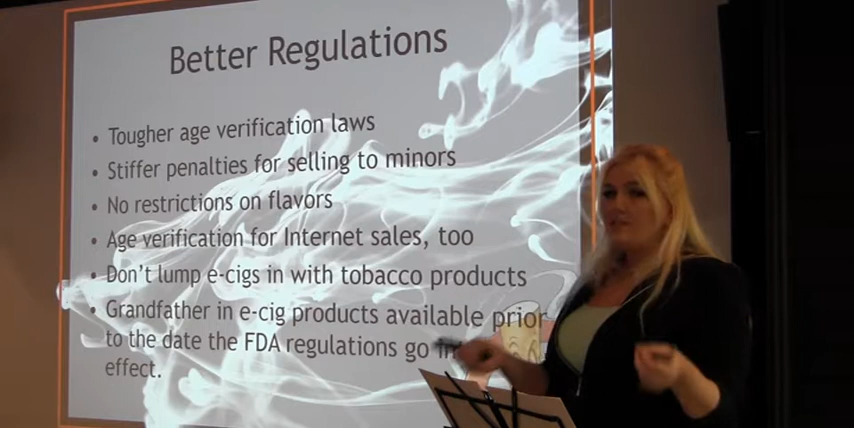 Better Regulations
• Tougher age verification laws
• Stiffer penalties for selling to minors
• No restrictions on flavors
• Age verification for Internet sales, too
• Don't lump e-cigs in with tobacco products
• Grandfather in e-cig products available prior
to the date the FDA regulations go
effect.